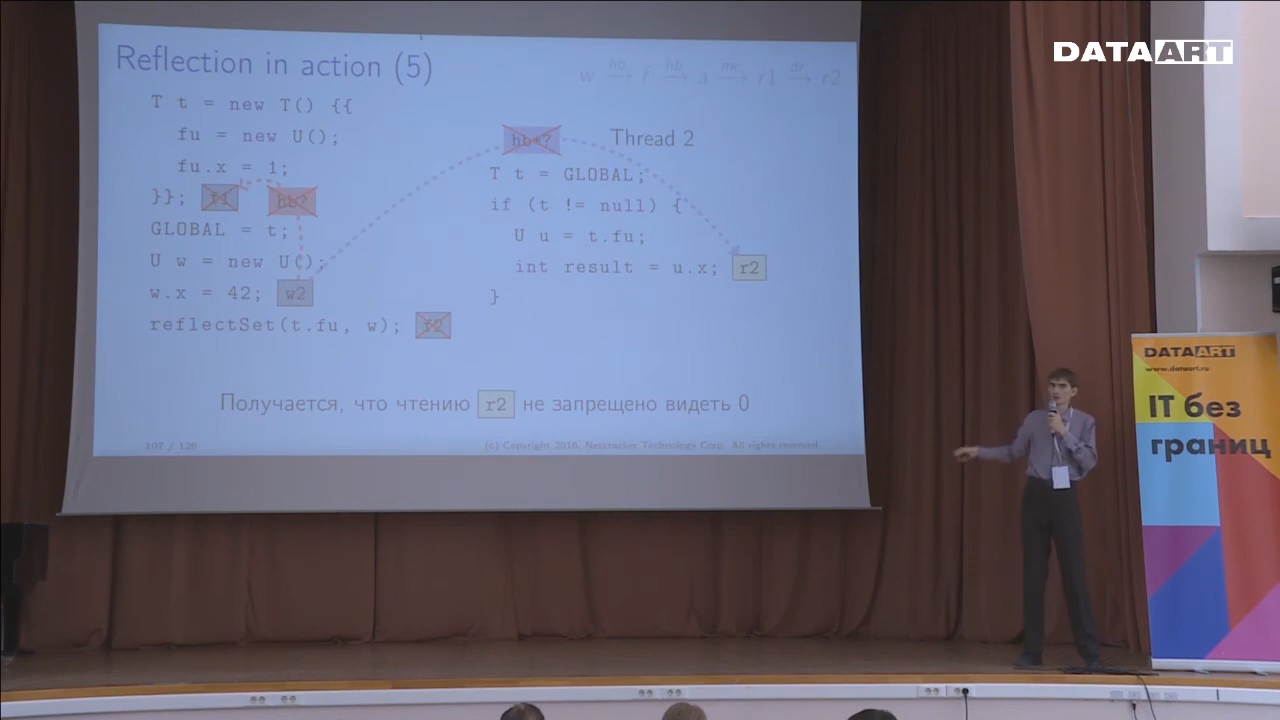 DATAART
Reflection in action (5)
w hb→ f hb→ a mc→ r1 dr→ r2
T t = new T() {{
fu = new U();
fu.x = 1;
}}; f1 hb?
GLOBAL = t;
U w = new U();
w.x = 42; w2
reflectSet(t.fu, w); f2
hb*?
Thread 2
T t = GLOBAL;
if (t != null) {
U u = t.fu;
int result = u.x; r2
}
Получается, что чтению r2 не запрещено видеть 0
107 / 126
(c) Copyright 2016, Netcracker Technology Corp. All rights reserved.
DATAART
www.dataart.ru
IT без
границ